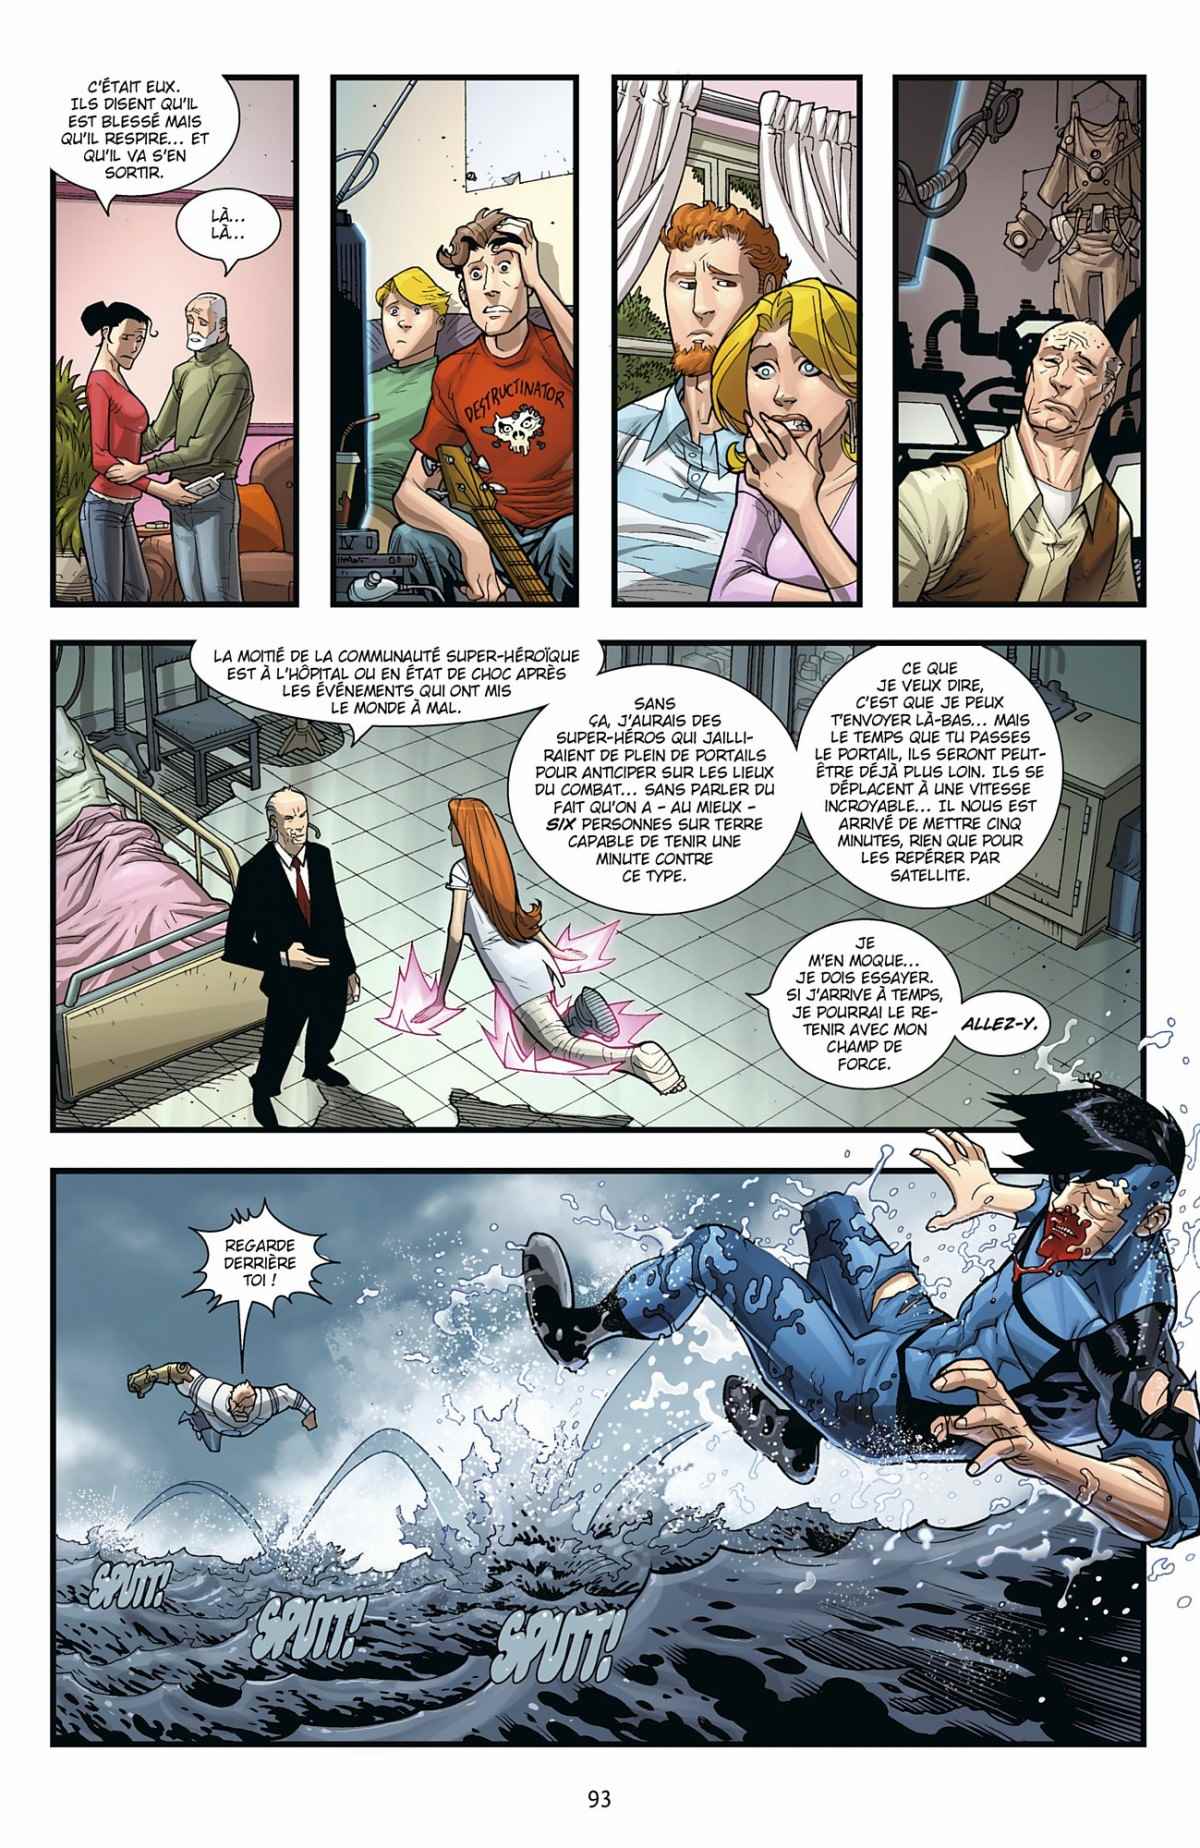 C'ÉTAIT EUX.
ILS DISENT QU'IL
EST BLESSÉ MAIS
QU'IL RESPIRE... ET
QU'IL VA S'EN
SORTIR.
LÀ...
LÀ...
DESTRUCTINATOR
IV
LA MOITIÉ DE LA COMMUNAUTÉ SUPER-HÉROÏQUE
EST À L'HÔPITAL OU EN ÉTAT DE CHOC APRÈS
LES ÉVÉNEMENTS QUI ONT MIS
LE MONDE À MAL.
SANS
ÇA, J'AURAIS DES
SUPER-HÉROS QUI JAILLI-
RAIENT DE PLEIN DE PORTAILS
POUR ANTICIPER SUR LES LIEUX
DU COMBAT... SANS PARLER DU
FAIT QU'ON A - AU MIEUX -
SIX PERSONNES SUR TERRE
CAPABLE DE TENIR UNE
MINUTE CONTRE
CE TYPE.
CE QUE
JE VEUX DIRE,
C'EST QUE JE PEUX
T'ENVOYER LÀ-BAS... MAIS
LE TEMPS QUE TU PASSES
LE PORTAIL, ILS SERONT PEUT-
ÊTRE DÉJÀ PLUS LOIN. ILS SE
DÉPLACENT À UNE VITESSE
INCROYABLE... IL NOUS EST
ARRIVÉ DE METTRE CINQ
MINUTES, RIEN QUE POUR
LES REPÉRER PAR
SATELLITE.
JE
M'EN MOQUE...
JE DOIS ESSAYER.
SI J'ARRIVE À TEMPS,
JE POURRAI LE RE-
TENIR AVEC MON
CHAMP DE
FORCE.
ALLEZ-Y.
REGARDE
DERRIÈRE
TOI !
SPUTT!
SPUTT!
SPUTT!
93